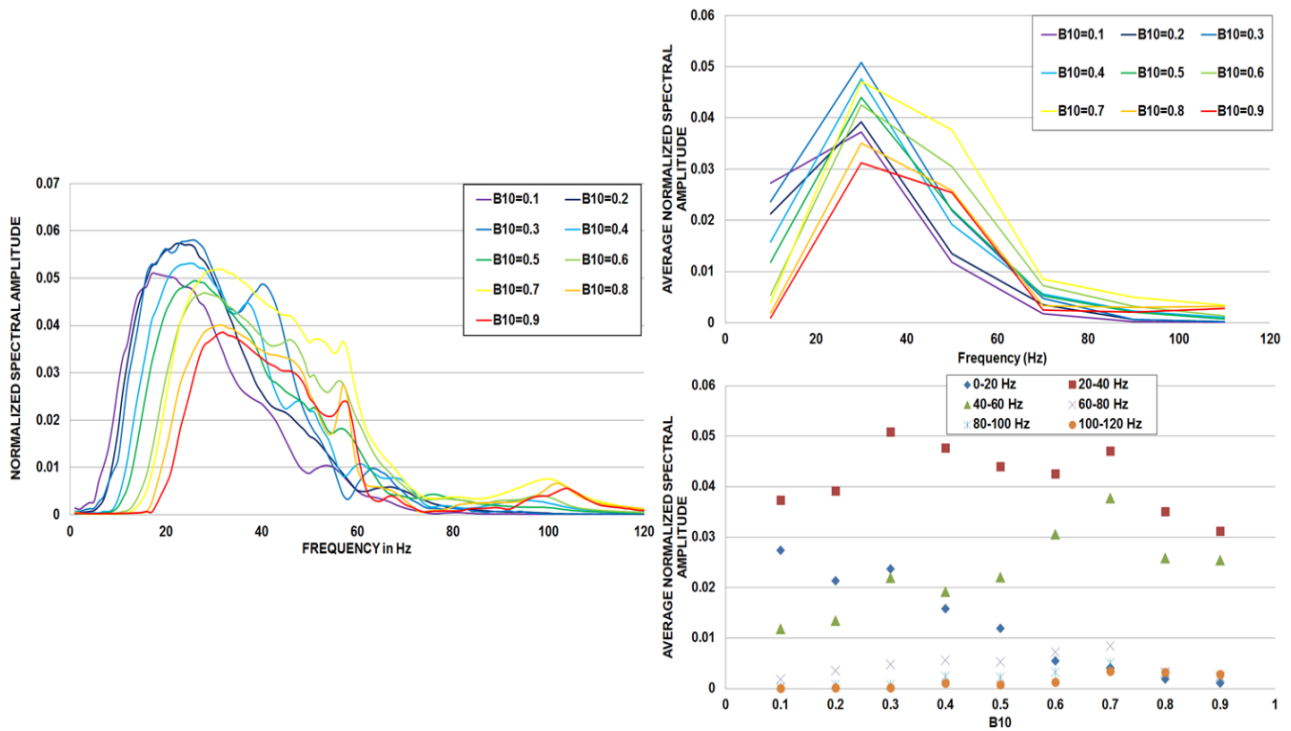 0.07
0.06
0.05
0.04
0.03
0.02
0.01
0
NORMALIZED SPECTRAL AMPLITUDE
B10=0.1 B10=0.2
B10=0.3 B10=0.4
B10=0.5 B10=0.6
B10=0.7 B10=0.8
B10=0.9
0 20 40 60 80 100 120
FREQUENCY in Hz
0.06
0.05
0.04
0.03
0.02
0.01
0
AVERAGE NORMALIZED SPECTRAL
AMPLITUDE
B10=0.1 B10=0.2 B10=0.3
B10=0.4 B10=0.5 B10=0.6
B10=0.7 B10=0.8 B10=0.9
0 20 40 60 80 100 120
Frequency (Hz)
0.06
0.05
0.04
0.03
0.02
0.01
0
AVERAGE NORMALIZED SPECTRAL
AMPLITUDE
0-20 Hz 20-40 Hz
40-60 Hz 60-80 Hz
80-100 Hz 100-120 Hz
0 0.1 0.2 0.3 0.4 0.5 0.6 0.7 0.8 0.9 1
B10